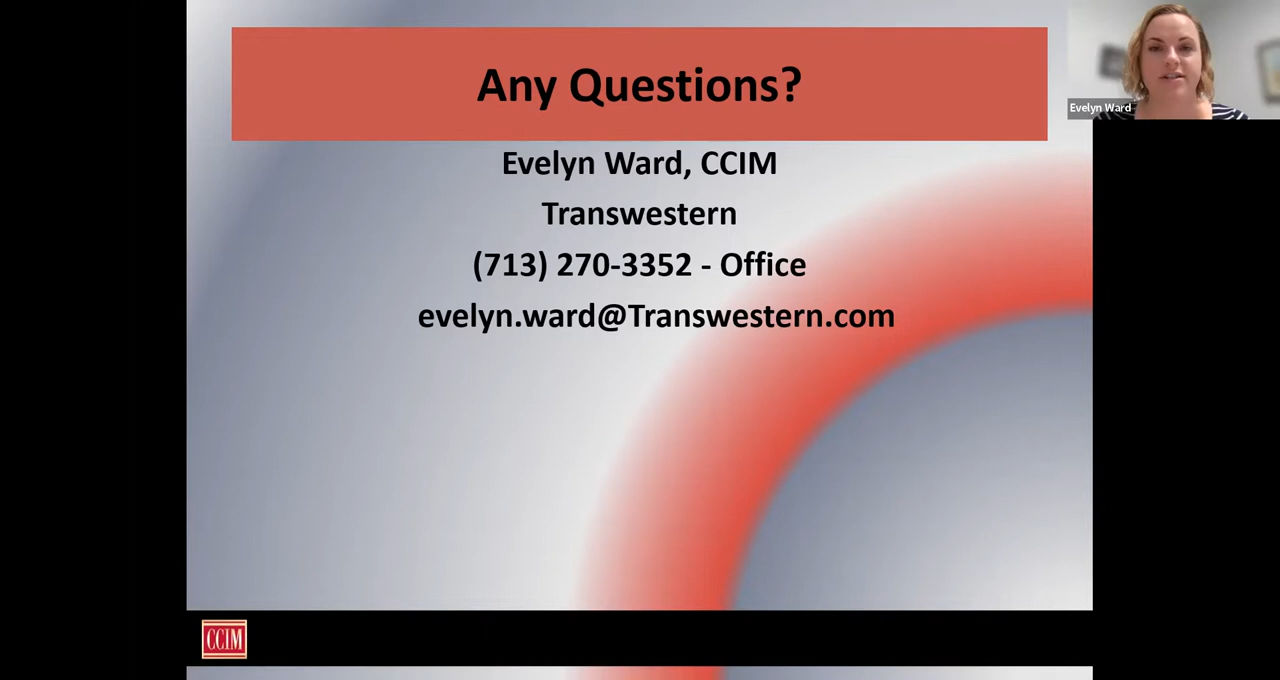 Any Questions?
Evelyn Ward
Evelyn Ward, CCIM
Transwestern
(713) 270-3352 - Office
evelyn.ward@Transwestern.com
CCIM